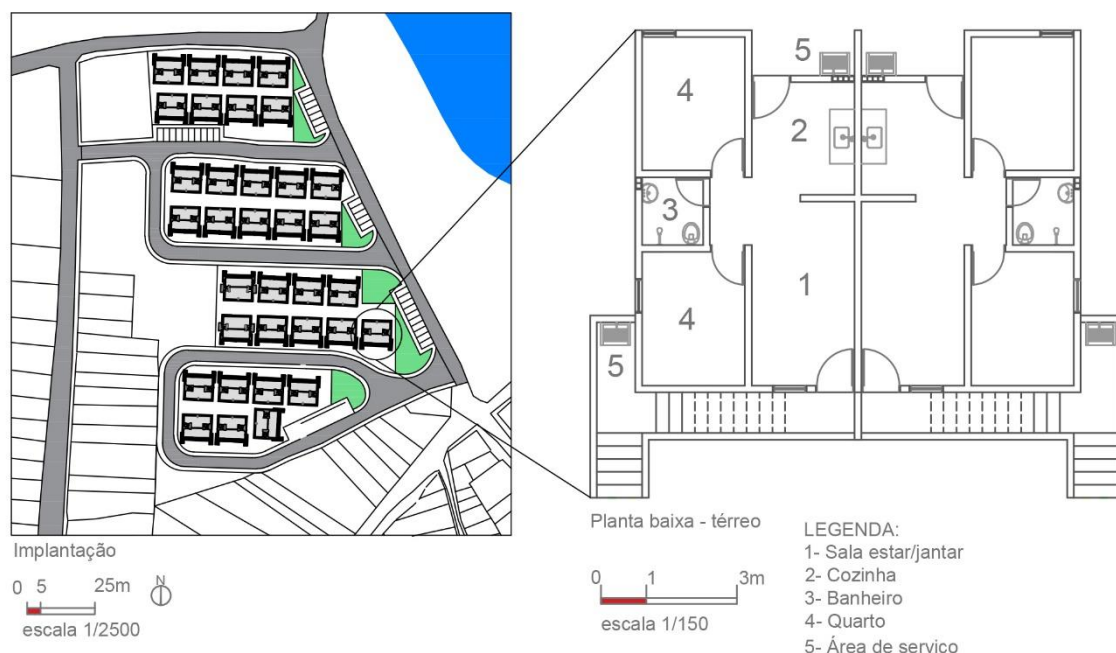 5
4
2
3
1
4
5
Implantação
0 5 25m
N
escala 1/2500
Planta baixa - térreo
0 1 3m
escala 1/150
LEGENDA:
1- Sala estar/jantar
2- Cozinha
3- Banheiro
4- Quarto
5- Área de serviço